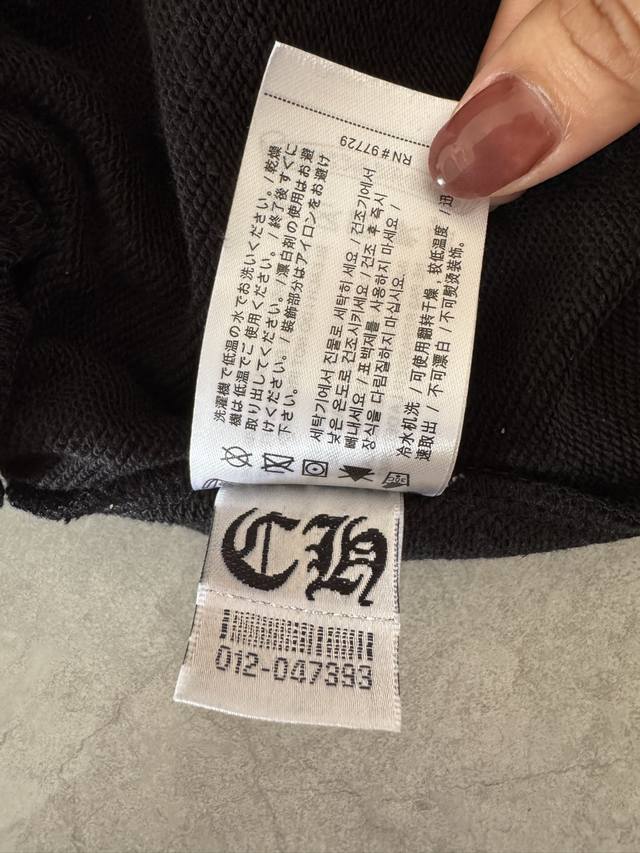 RN#97729
洗濯機で低温の水でお洗いください。/乾燥
機は低温でご使用ください。/終了後すぐに
取り出してください。/漂白剤の使用はお避
けください。/装飾部分はアイロンをお避け
下さい。
세탁기에서 찬물로 세탁하세요 / 건조기에서
낮은 온도로 건조시키세요 / 건조 후 즉시
빼내세요 / 표백제를 사용하지 마세요 /
장식을 다림질하지 마십시오.
冷水机洗 / 可使用翻转干燥，较低温度 / 迅
速取出 / 不可漂白 / 不可熨烫装饰。
30C
CH
012-047393